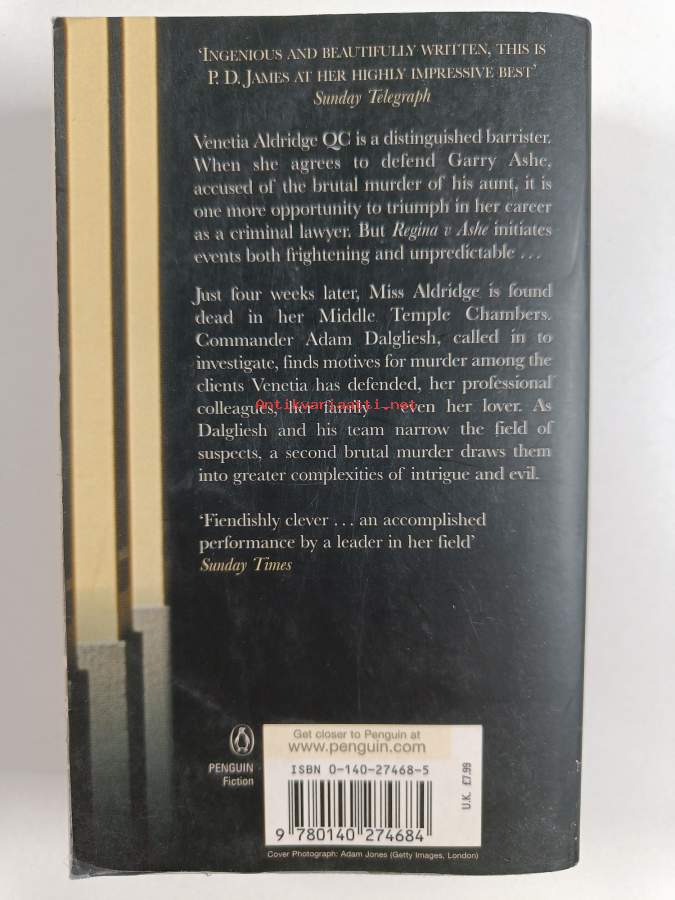 ‘INGENIOUS AND BEAUTIFULLY WRITTEN, THIS IS
P. D. JAMES AT HER HIGHLY IMPRESSIVE BEST’
Sunday Telegraph
Venetia Aldridge QC is a distinguished barrister.
When she agrees to defend Garry Ashe,
accused of the brutal murder of his aunt, it is
one more opportunity to triumph in her career
as a criminal lawyer. But Regina v Ashe initiates
events both frightening and unpredictable . . .
Just four weeks later, Miss Aldridge is found
dead in her Middle Temple Chambers.
Commander Adam Dalgliesh, called in to
investigate, finds motives for murder among the
clients Venetia has defended, her professional
colleagues, her family – even her lover. As
Antikvariaatti.net
Dalgliesh and his team narrow the field of
suspects, a second brutal murder draws them
into greater complexities of intrigue and evil.
‘Fiendishly clever . . . an accomplished
performance by a leader in her field’
Sunday Times
PENGUIN
Fiction
Get closer to Penguin at
www.penguin.com
ISBN 0-140-27468-5
9 780140 274684
U.K. £7.99
Cover Photograph: Adam Jones (Getty Images, London)